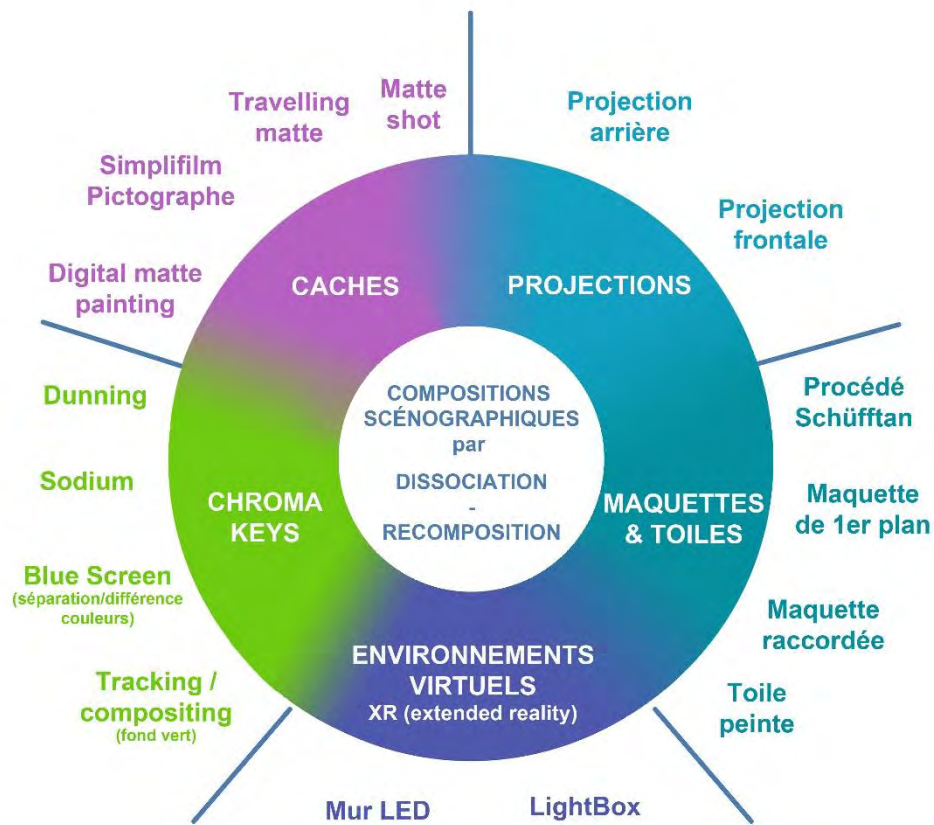 Matte
shot
Travelling
matte
Simplifilm
Pictographe
Digital matte
painting
CACHES
Projection
arrière
Projection
frontale
PROJECTIONS
COMPOSITIONS
SCÉNOGRAPHIQUES
par
DISSOCIATION
-
RECOMPOSITION
Dunning
Sodium
Blue Screen
(séparation/différence
couleurs)
Tracking /
compositing
(fond vert)
CHROMA
KEYS
Procédé
Schüfftan
Maquette
de 1er plan
Maquette
raccordée
Toile
peinte
MAQUETTES
& TOILES
ENVIRONNEMENTS
VIRTUELS
XR (extended reality)
Mur LED
LightBox